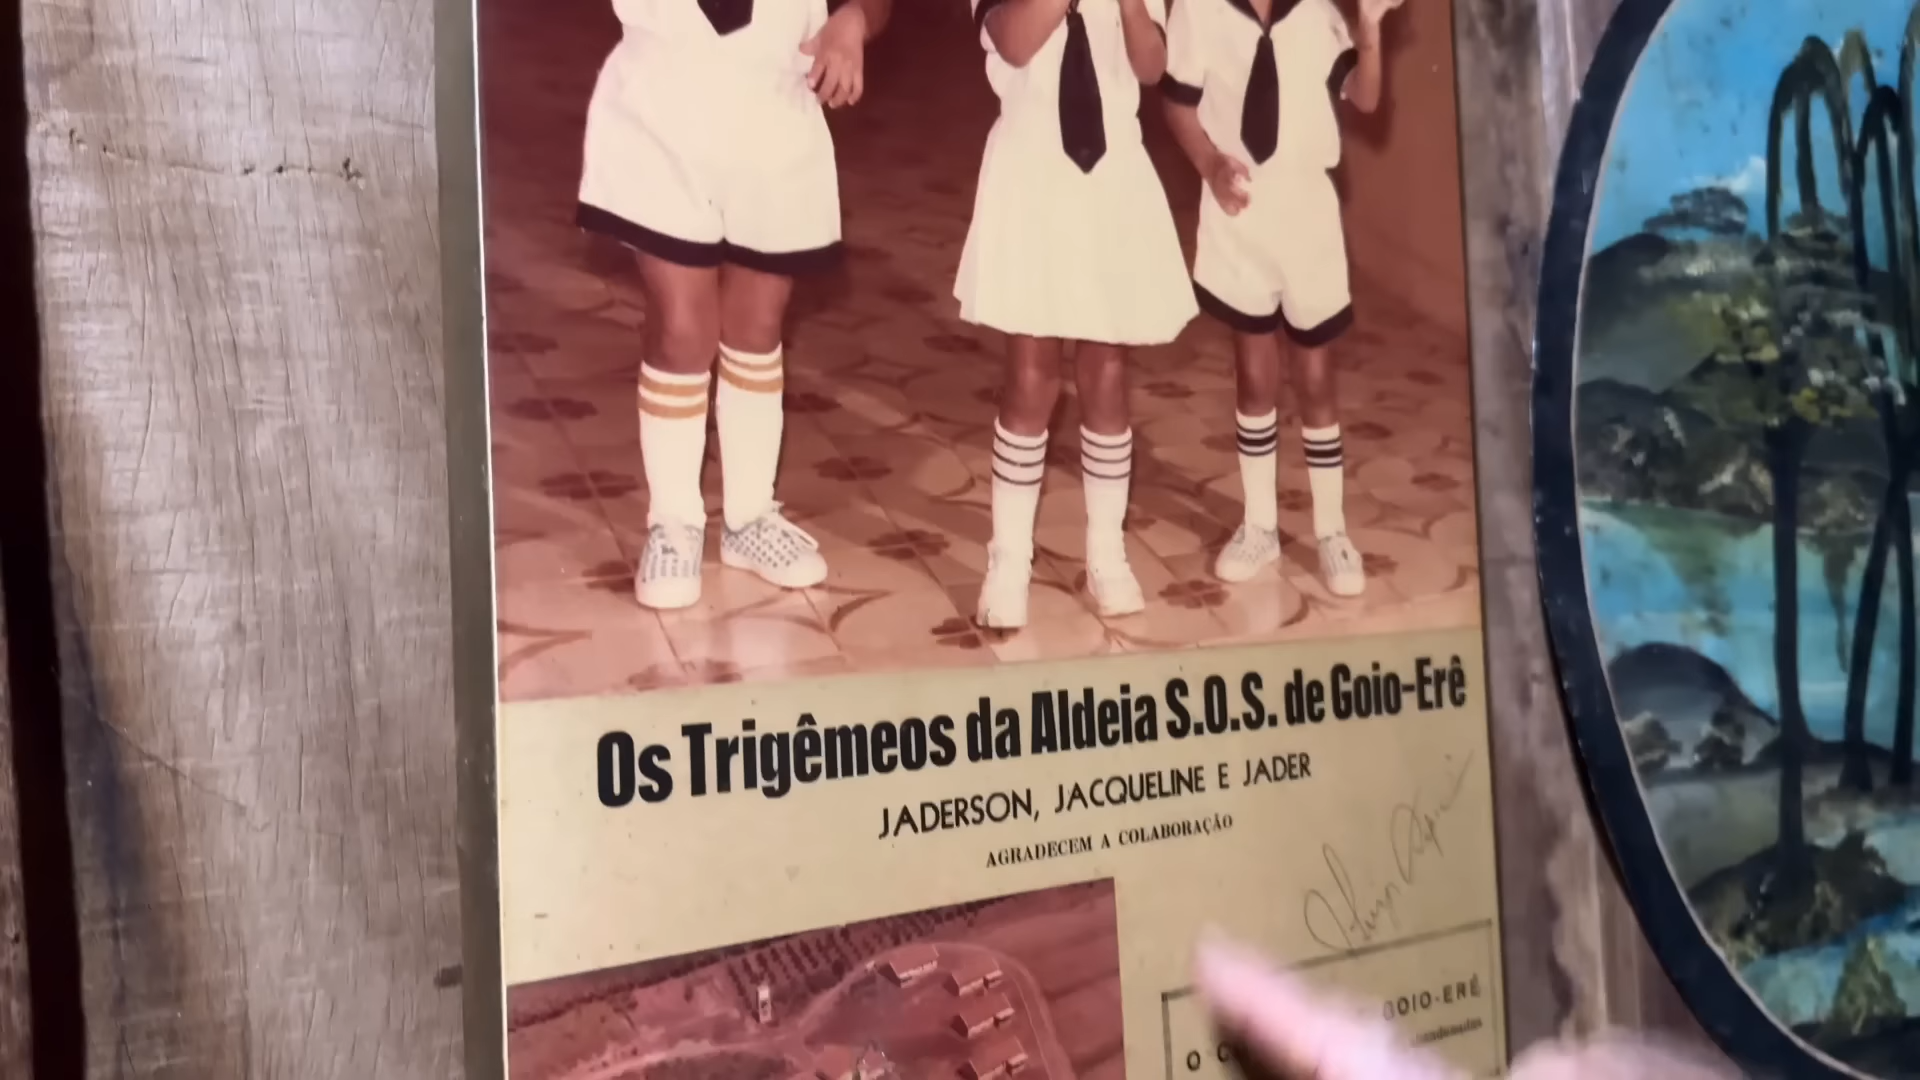 Os Trigêmeos da Aldeia S.O.S. de Goio-Erê
JADERSON, JACQUELINE E JADER
AGRADECEM A COLABORAÇÃO
GOIO-ERÊ
O